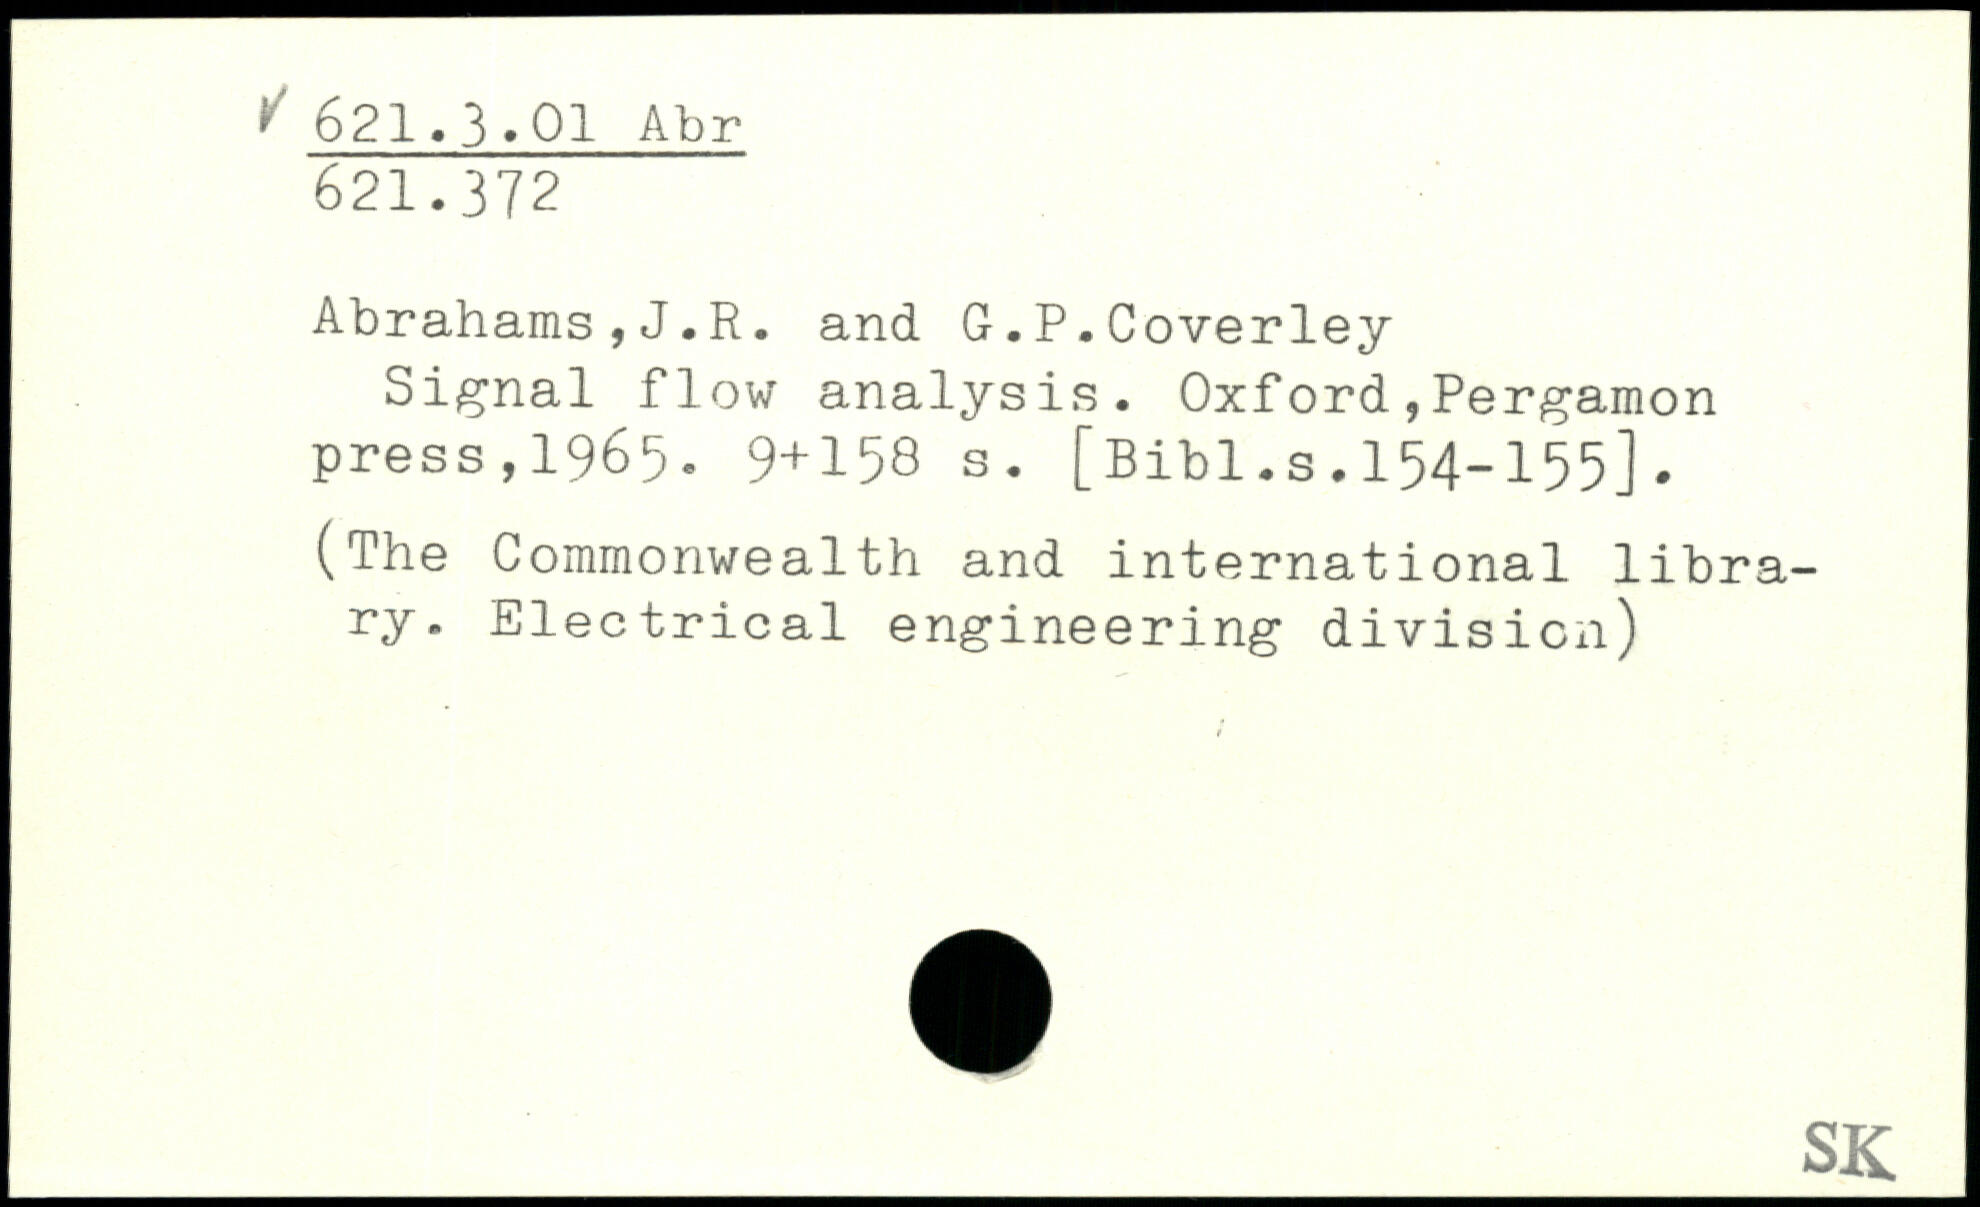 ✓ 621.3.01 Abr
621.372
Abrahams,J.R. and G.P.Coverley
Signal flow analysis. Oxford,Pergamon
press,1965. 9+158 s. [Bibl.s.154-155].
(The Commonwealth and international libra-
ry. Electrical engineering division)
SK